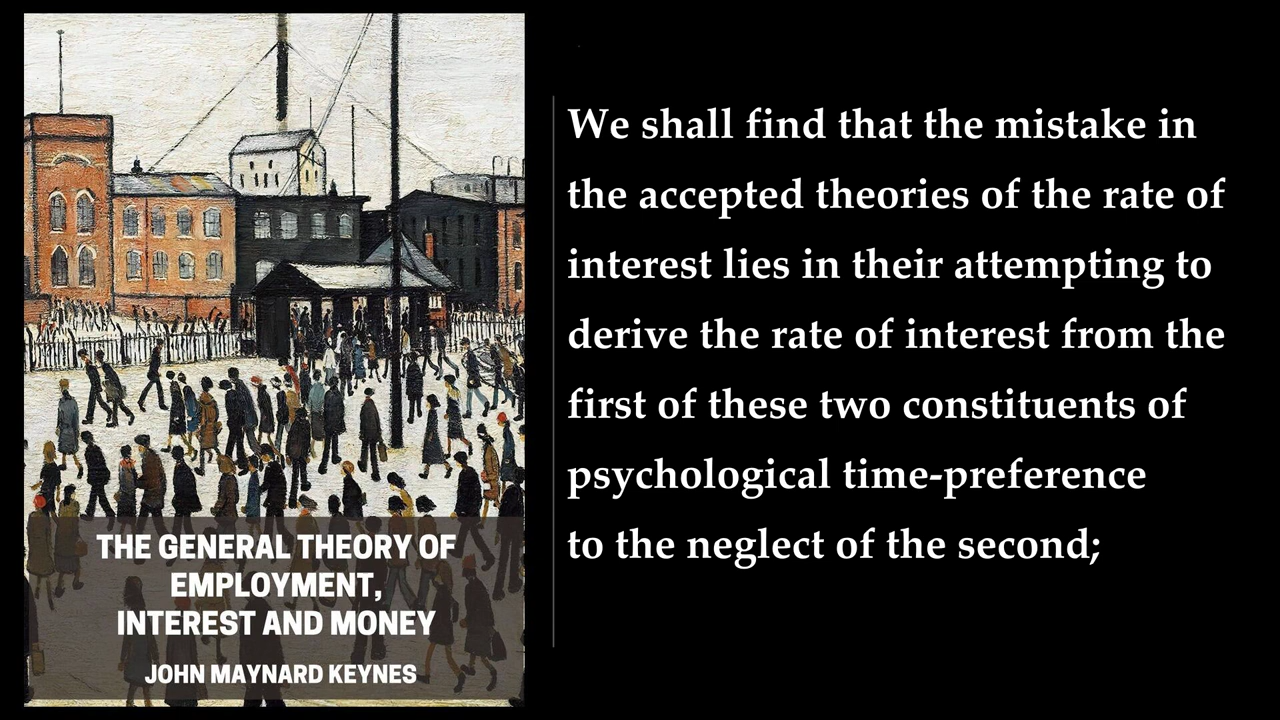 THE GENERAL THEORY OF
EMPLOYMENT,
INTEREST AND MONEY
JOHN MAYNARD KEYNES
We shall find that the mistake in
the accepted theories of the rate of
interest lies in their attempting to
derive the rate of interest from the
first of these two constituents of
psychological time-preference
to the neglect of the second;